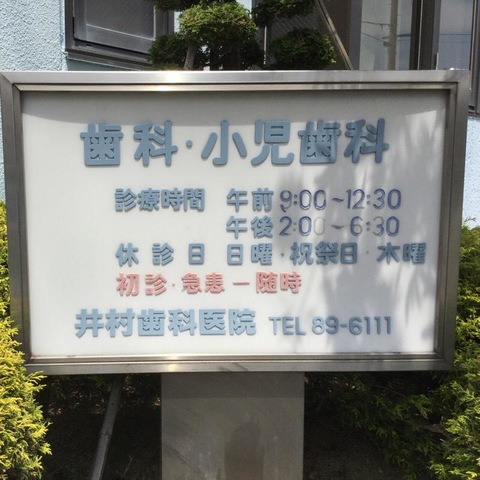 歯科・小児歯科
診療時間 午前 9:00～12:30
午後 2:00～6:30
休診日 日曜・祝祭日・木曜
初診・急患－随時
井村歯科医院 TEL 89-6111